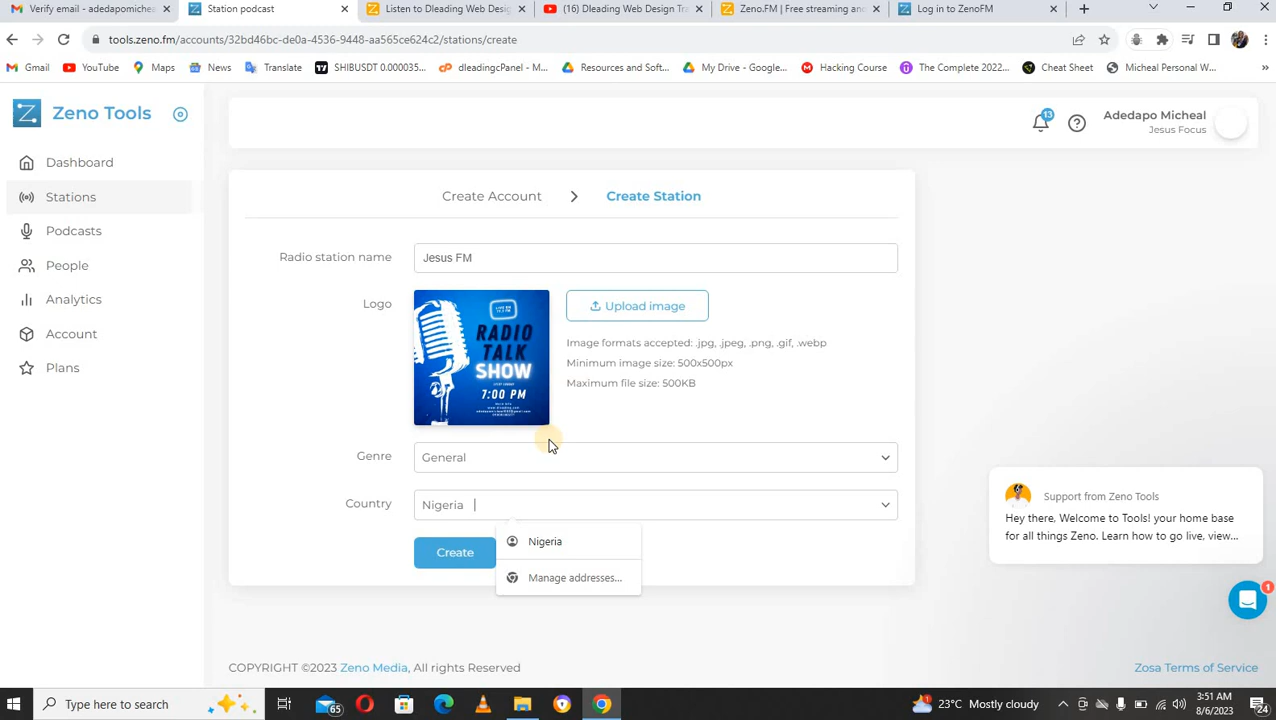 Verify email - adedapomichea
Station podcast
Listen to Dleading Web Design
(16) Dleading Web Design Tra
Zeno.FM | Free streaming and
Log in to ZenoFM
tools.zeno.fm/accounts/32bd46bc-de0a-4536-9448-aa565ce624c2/stations/create
Gmail
YouTube
Maps
News
Translate
SHIBUSDT 0.000035...
dleadingcPanel - M...
Resources and Soft...
My Drive - Google...
Hacking Course
The Complete 2022...
Cheat Sheet
Micheal Personal W...
Zeno Tools
13
Adedapo Micheal
Jesus Focus
Dashboard
Stations
Podcasts
People
Analytics
Account
Plans
Create Account
Create Station
Radio station name
Jesus FM
Logo
RADIO
TALK
SHOW
7:00 PM
Upload image
Image formats accepted: .jpg, .jpeg, .png, .gif, .webp
Minimum image size: 500x500px
Maximum file size: 500KB
Genre
General
Country
Nigeria
Nigeria
Manage addresses...
Create
Support from Zeno Tools
Hey there, Welcome to Tools! your home base
for all things Zeno. Learn how to go live, view...
1
COPYRIGHT ©2023 Zeno Media, All rights Reserved
Zosa Terms of Service
Type here to search
65
23°C Mostly cloudy
3:51 AM
8/6/2023
24